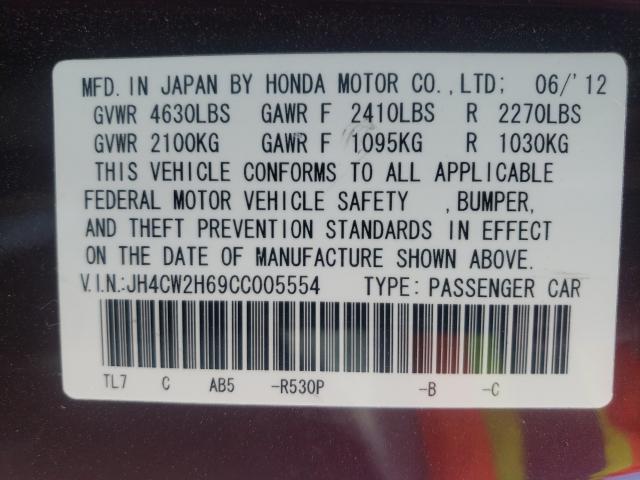 MFD. IN JAPAN BY HONDA MOTOR CO.,LTD; 06/'12
GVWR 4630LBS GAWR F 2410LBS R 2270LBS
GVWR 2100KG GAWR F 1095KG R 1030KG
THIS VEHICLE CONFORMS TO ALL APPLICABLE
FEDERAL MOTOR VEHICLE SAFETY ,BUMPER,
AND THEFT PREVENTION STANDARDS IN EFFECT
ON THE DATE OF MANUFACTURE SHOWN ABOVE.
V.I.N.:JH4CW2H69CC005554 TYPE: PASSENGER CAR
TL7 C AB5 -R530P -B -C